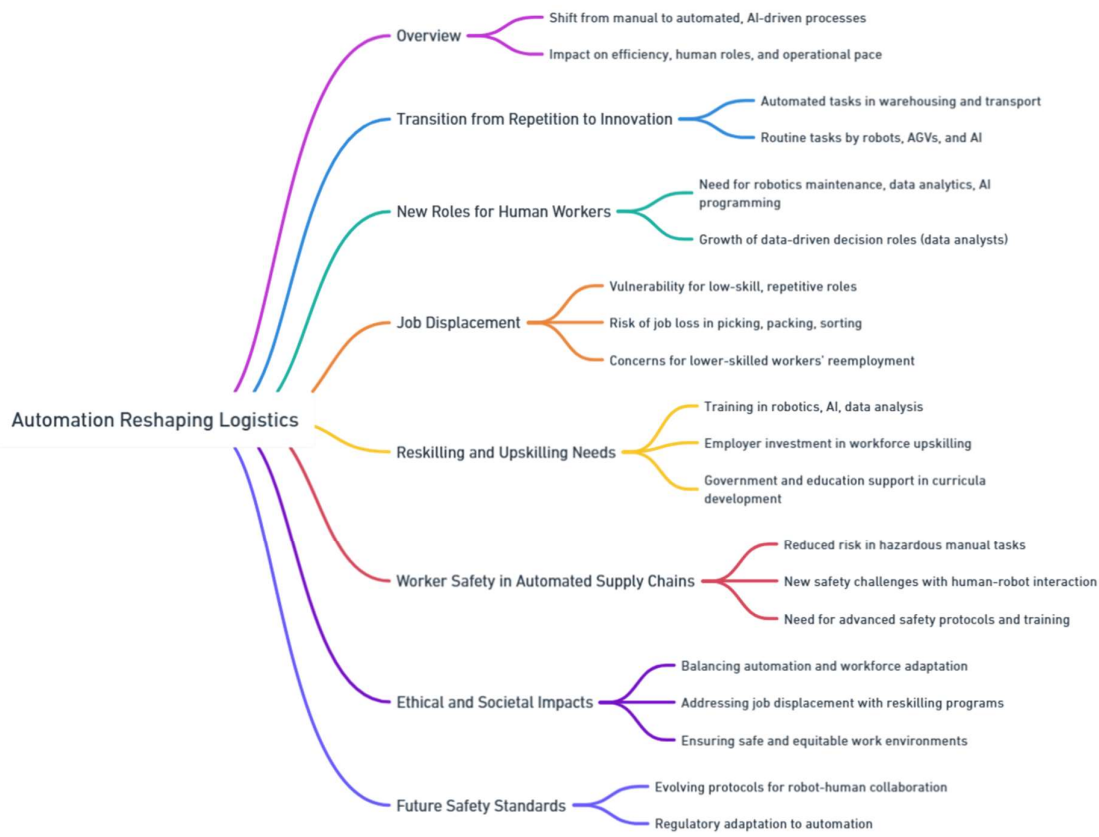 Overview
Shift from manual to automated, AI-driven processes
Impact on efficiency, human roles, and operational pace
Transition from Repetition to Innovation
Automated tasks in warehousing and transport
Routine tasks by robots, AGVs, and AI
New Roles for Human Workers
Need for robotics maintenance, data analytics, AI
programming
Growth of data-driven decision roles (data analysts)
Job Displacement
Vulnerability for low-skill, repetitive roles
Risk of job loss in picking, packing, sorting
Concerns for lower-skilled workers' reemployment
Automation Reshaping Logistics
Reskilling and Upskilling Needs
Training in robotics, AI, data analysis
Employer investment in workforce upskilling
Government and education support in curricula
development
Worker Safety in Automated Supply Chains
Reduced risk in hazardous manual tasks
New safety challenges with human-robot interaction
Need for advanced safety protocols and training
Ethical and Societal Impacts
Balancing automation and workforce adaptation
Addressing job displacement with reskilling programs
Ensuring safe and equitable work environments
Future Safety Standards
Evolving protocols for robot-human collaboration
Regulatory adaptation to automation